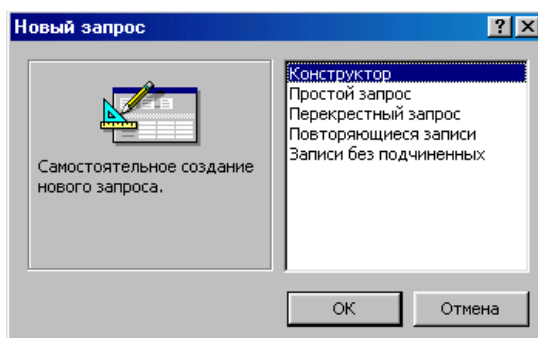 Новый запрос
Самостоятельное создание
нового запроса.
Конструктор
Простой запрос
Перекрестный запрос
Повторяющиеся записи
Записи без подчиненных
ОК
Отмена